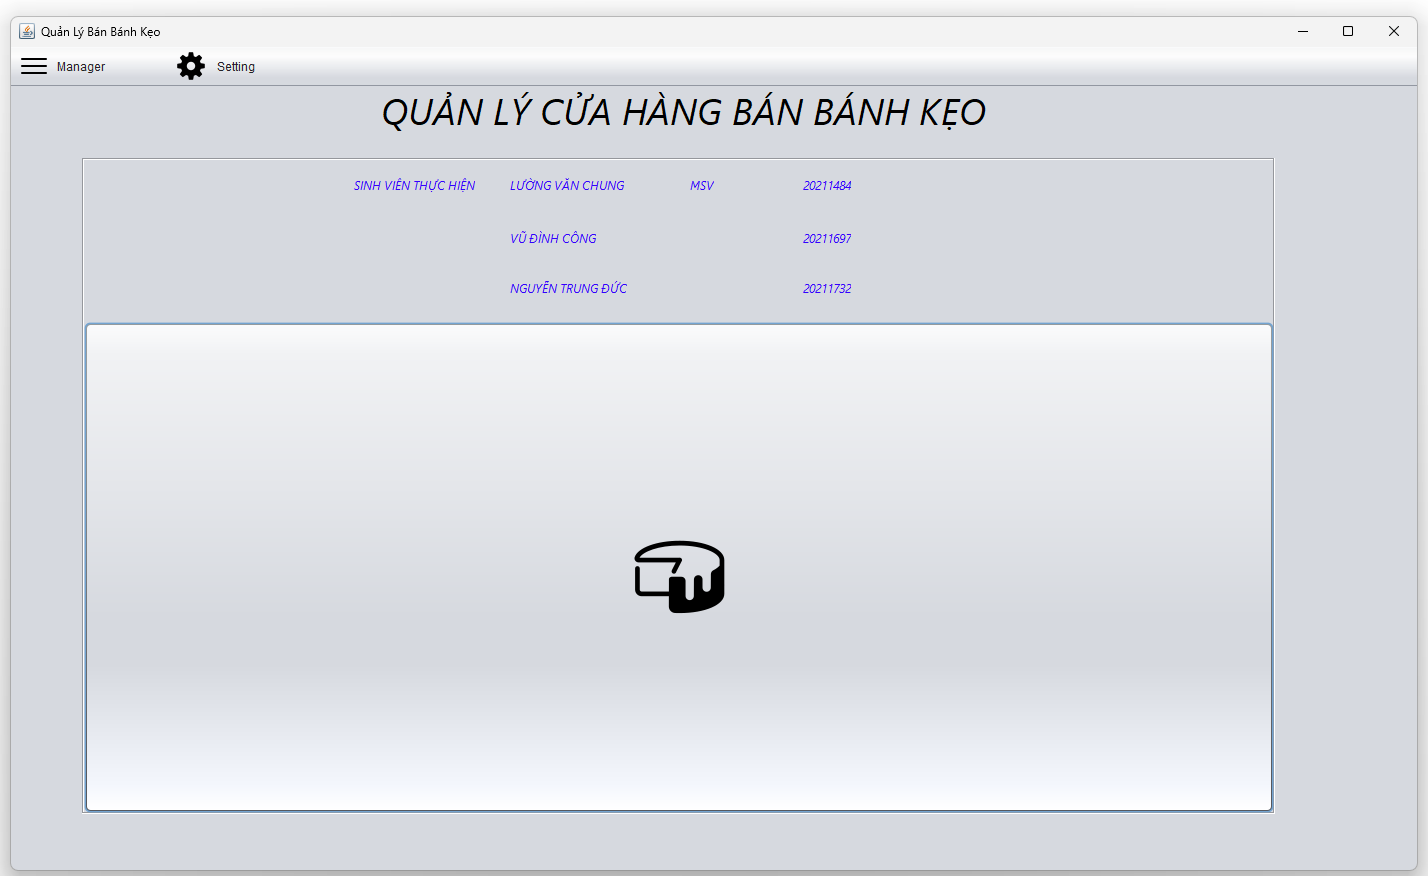 Quản Lý Bán Bánh Kẹo
Manager Setting
QUẢN LÝ CỬA HÀNG BÁN BÁNH KẸO
SINH VIÊN THỰC HIỆN LƯỜNG VĂN CHUNG MSV 20211484
VŨ ĐÌNH CÔNG 20211697
NGUYỄN TRUNG ĐỨC 20211732